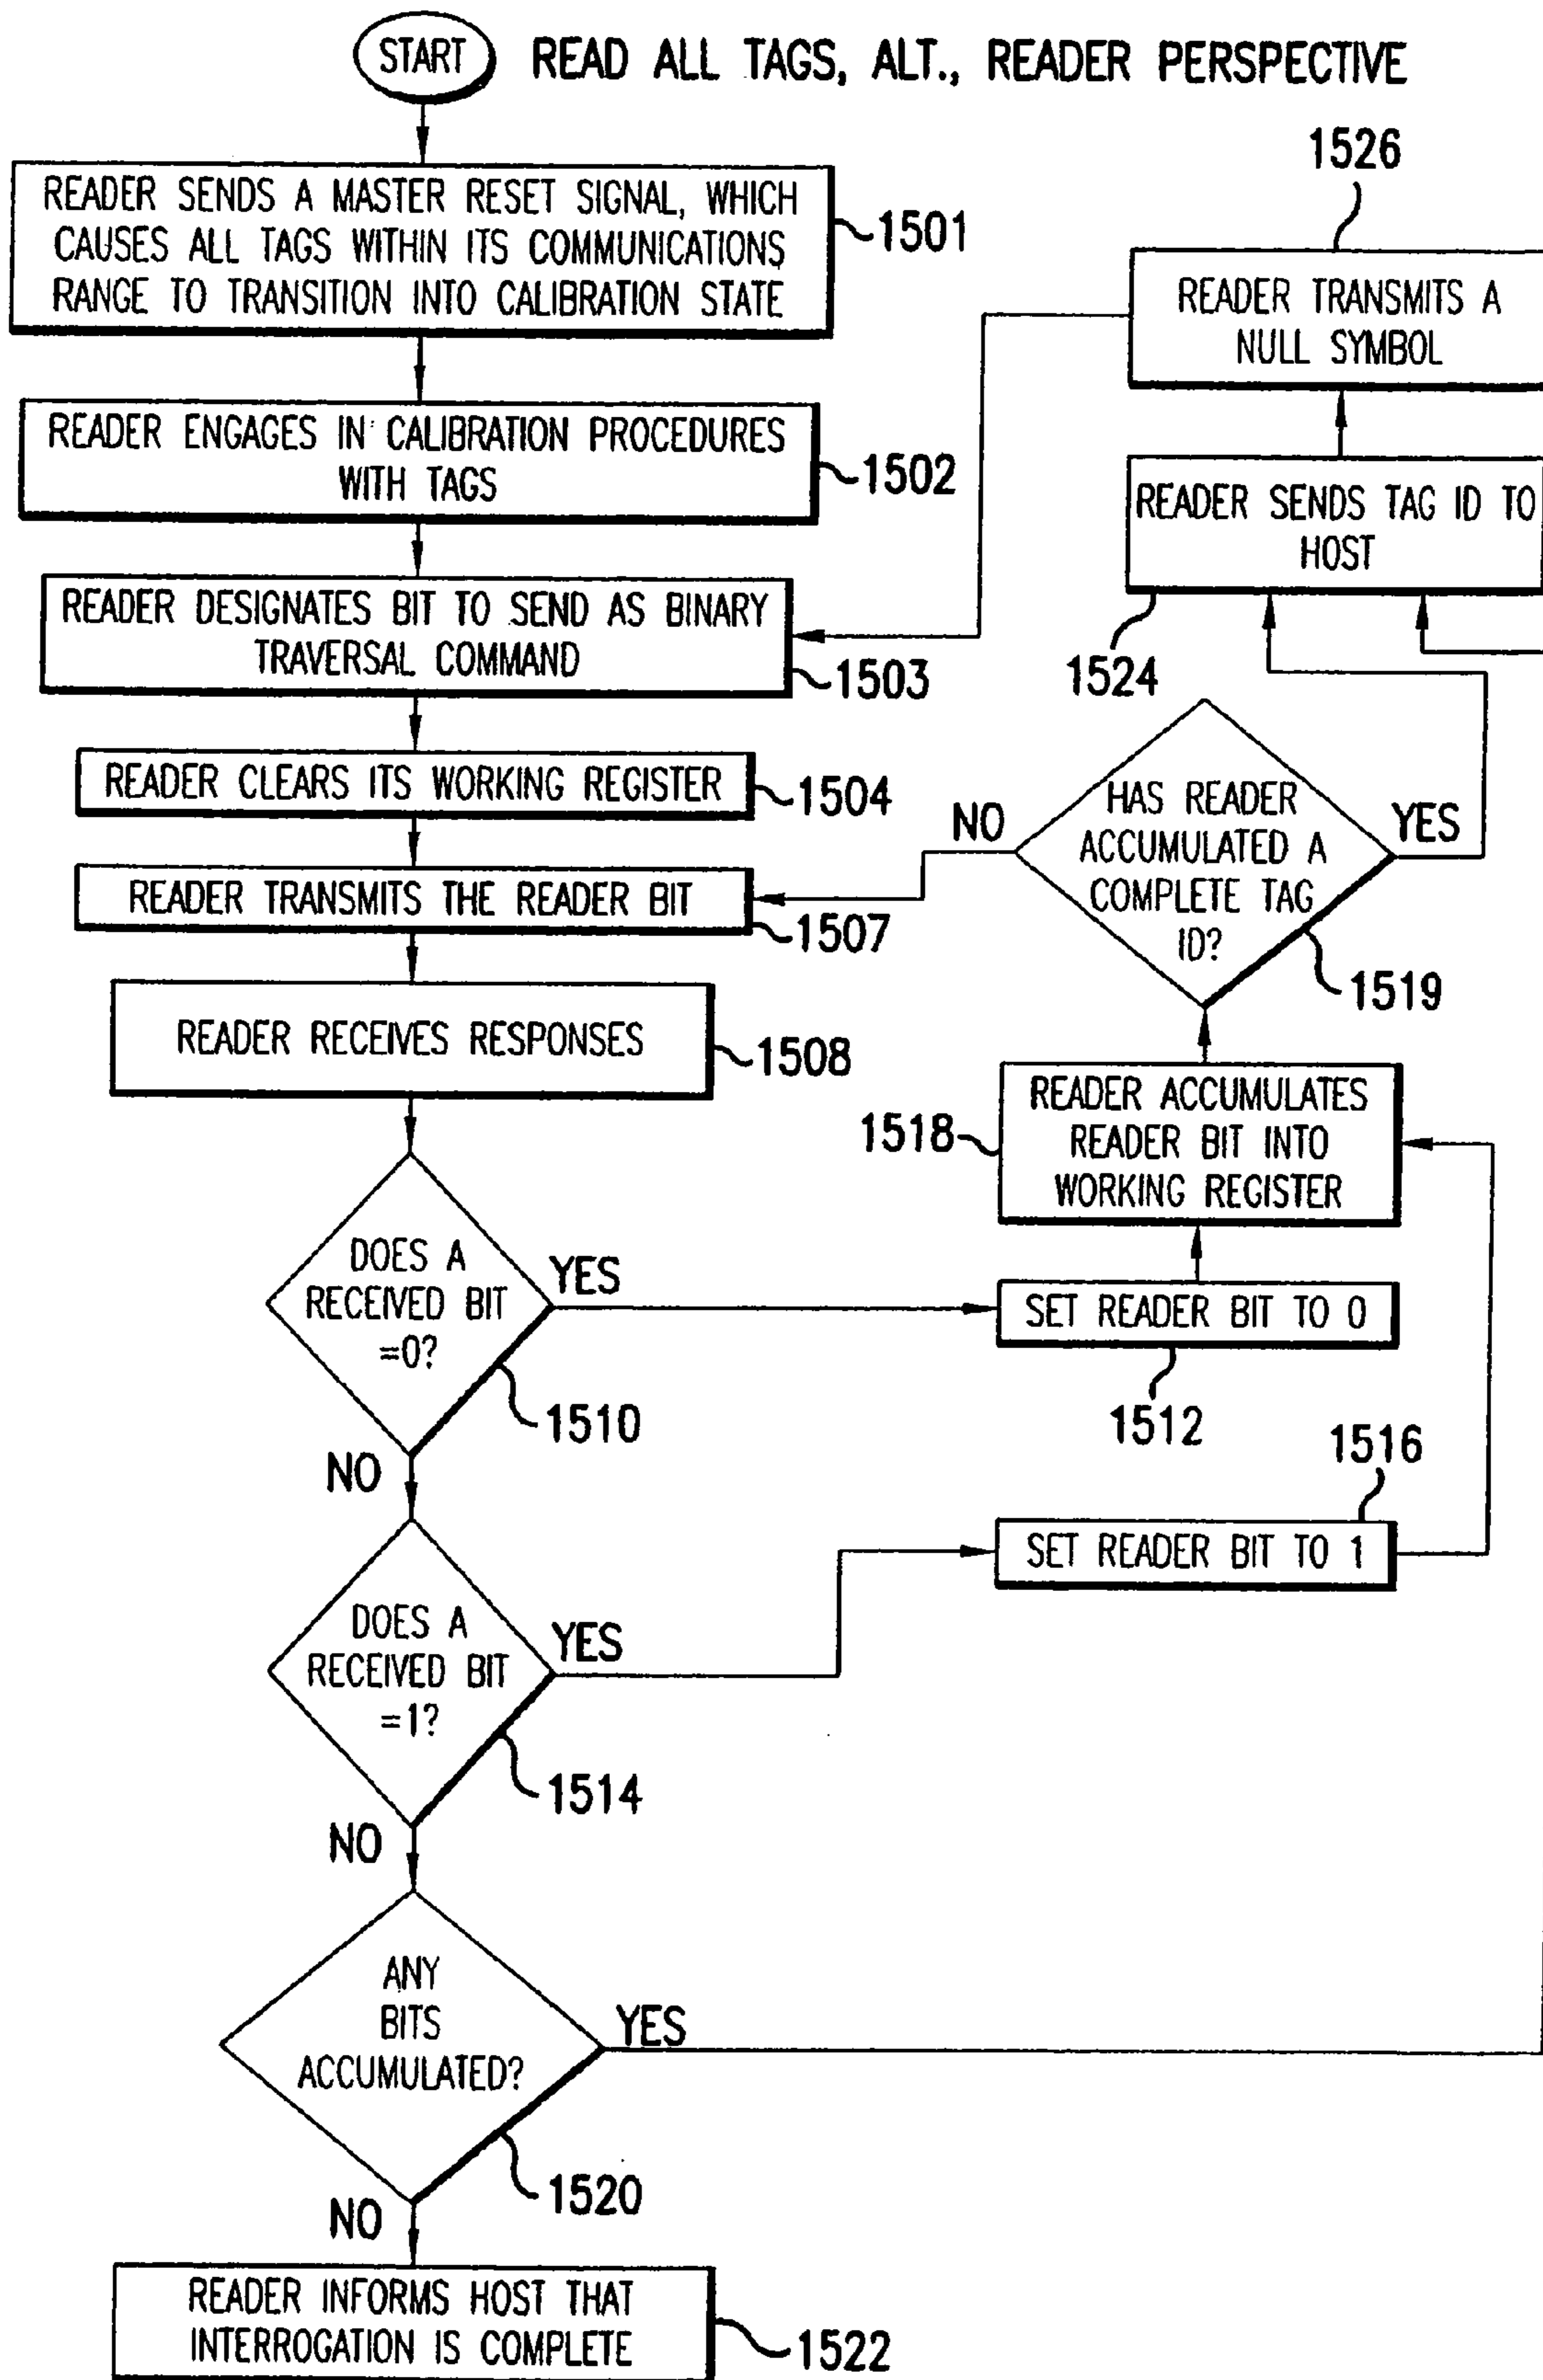 START
READ ALL TAGS, ALT., READER PERSPECTIVE
READER SENDS A MASTER RESET SIGNAL, WHICH
CAUSES ALL TAGS WITHIN ITS COMMUNICATIONS
RANGE TO TRANSITION INTO CALIBRATION STATE
1501
READER ENGAGES IN CALIBRATION PROCEDURES
WITH TAGS
1502
READER DESIGNATES BIT TO SEND AS BINARY
TRAVERSAL COMMAND
1503
READER CLEARS ITS WORKING REGISTER
1504
READER TRANSMITS THE READER BIT
1507
READER RECEIVES RESPONSES
1508
DOES A
RECEIVED BIT
=0?
YES
1510
NO
DOES A
RECEIVED BIT
=1?
YES
1514
NO
ANY
BITS
ACCUMULATED?
YES
1520
NO
READER INFORMS HOST THAT
INTERROGATION IS COMPLETE
1522
1526
READER TRANSMITS A
NULL SYMBOL
READER SENDS TAG ID TO
HOST
1524
HAS READER
ACCUMULATED A
COMPLETE TAG
ID?
NO
YES
1519
READER ACCUMULATES
READER BIT INTO
WORKING REGISTER
1518
SET READER BIT TO 0
1512
1516
SET READER BIT TO 1